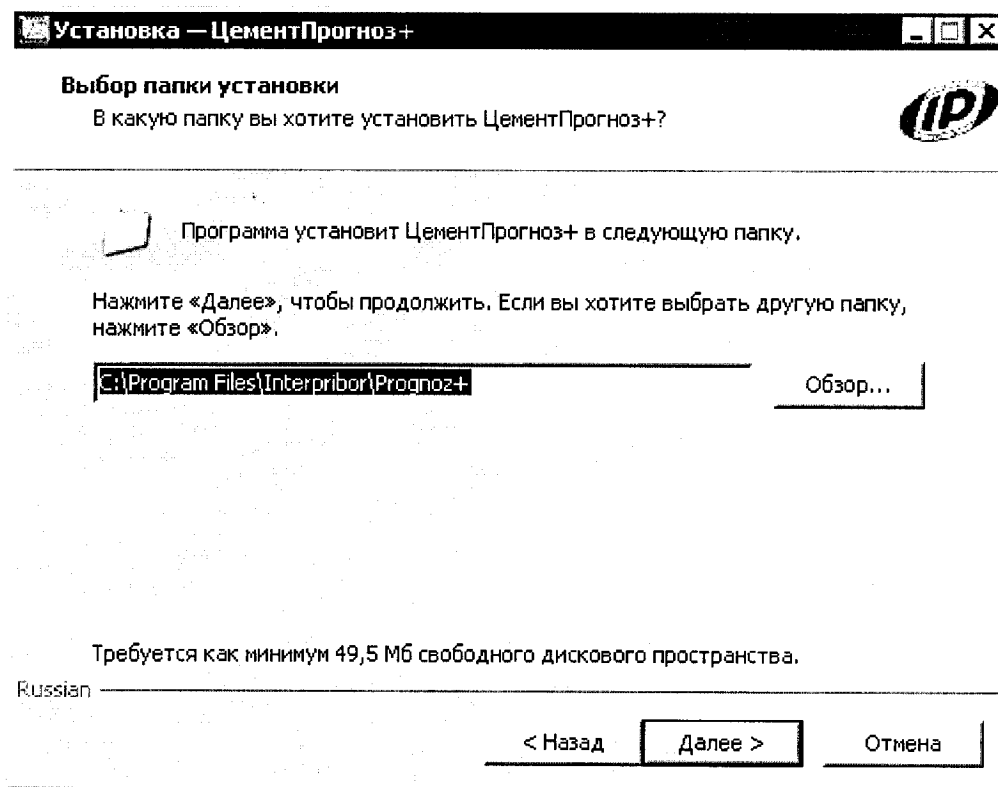 Установка — ЦементПрогноз+
Выбор папки установки
В какую папку вы хотите установить ЦементПрогноз+?
Программа установит ЦементПрогноз+ в следующую папку.
Нажмите «Далее», чтобы продолжить. Если вы хотите выбрать другую папку,
нажмите «Обзор».
C:\Program Files\Interpribor\Prognoz+
Обзор...
Требуется как минимум 49,5 Мб свободного дискового пространства.
Russian
< Назад
Далее >
Отмена